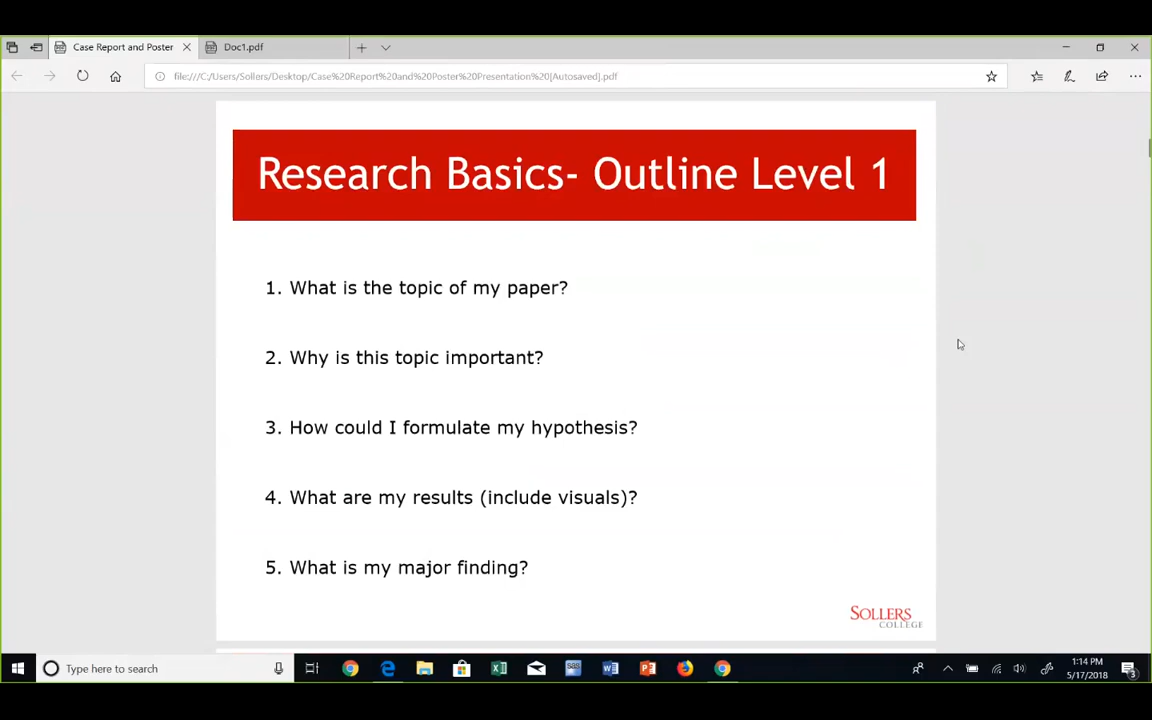 Case Report and Poster
Doc1.pdf
file:///C:/Users/Sollers/Desktop/Case%20Report%20and%20Poster%20Presentation%20[Autosaved].pdf
Research Basics- Outline Level 1
1. What is the topic of my paper?
2. Why is this topic important?
3. How could I formulate my hypothesis?
4. What are my results (include visuals)?
5. What is my major finding?
SOLLERS
COLLEGE
Type here to search
1:14 PM
5/17/2018
3